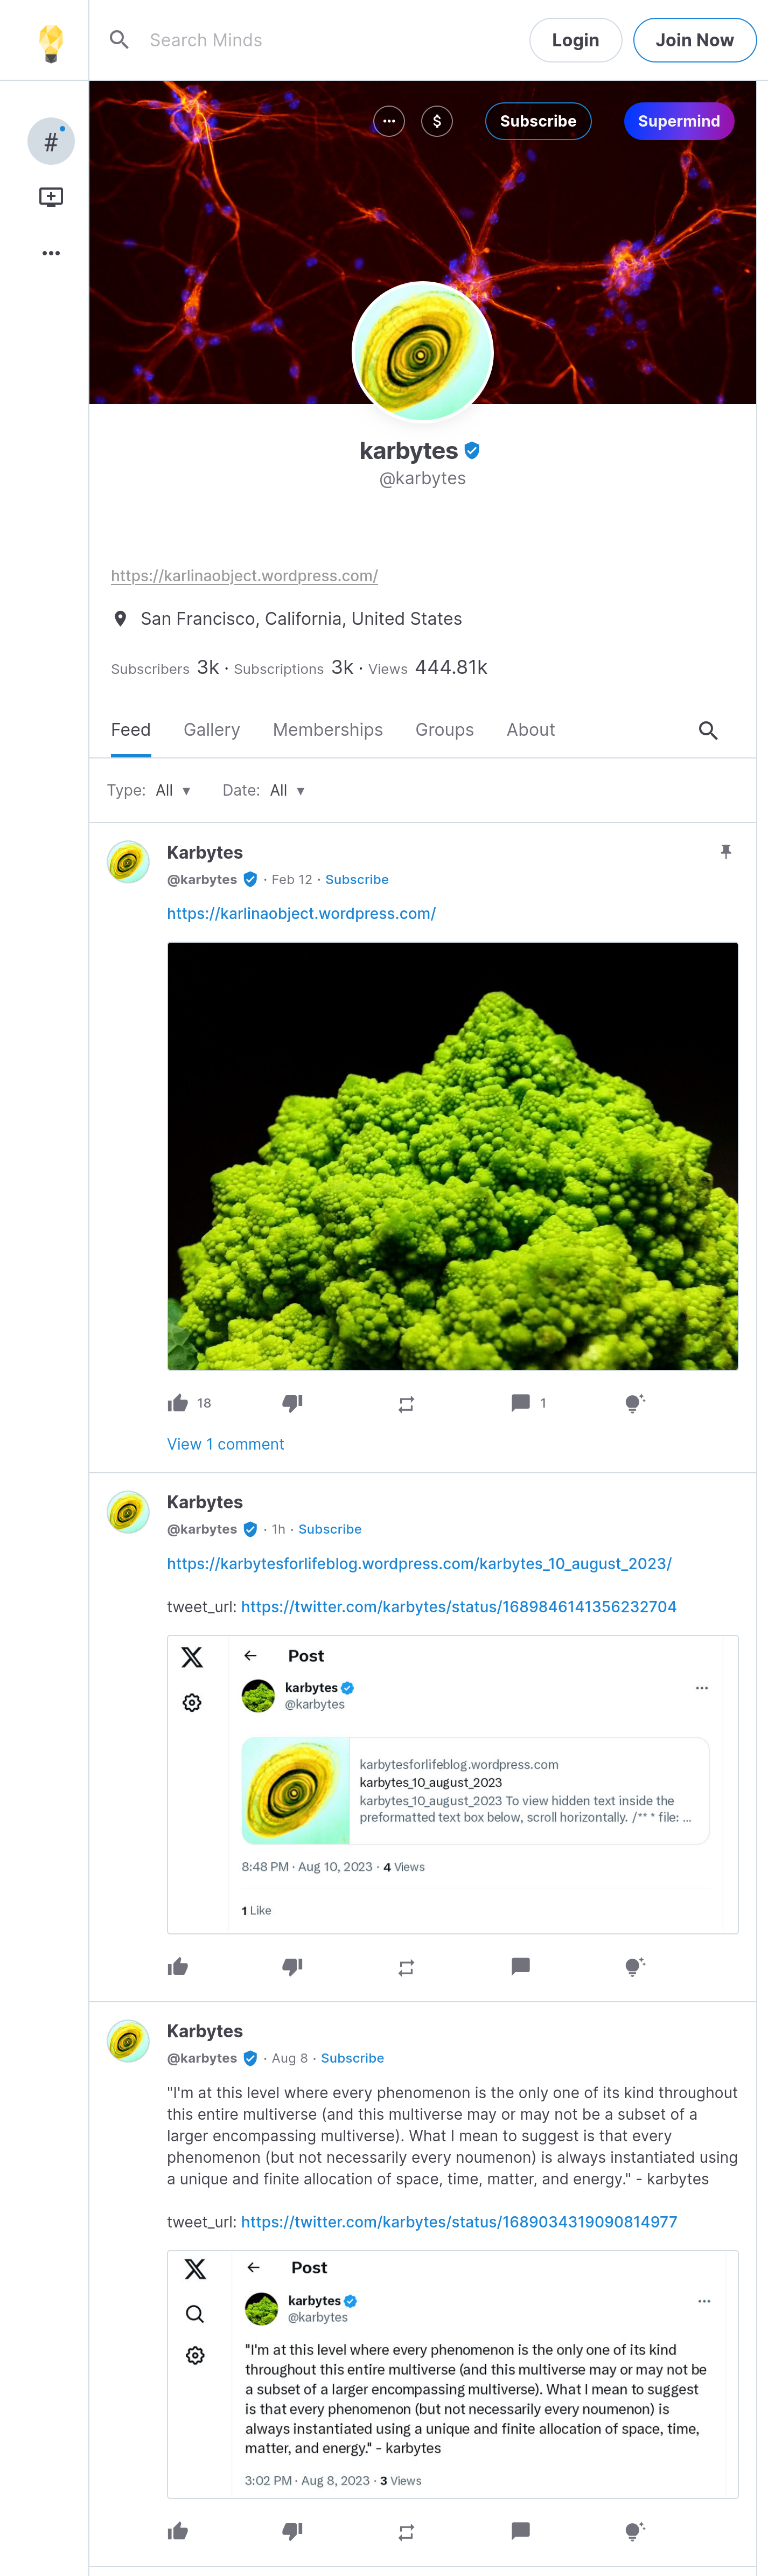 Search Minds
Login
Join Now
#
$
Subscribe
Supermind
karbytes
@karbytes
https://karlinaobject.wordpress.com/
San Francisco, California, United States
Subscribers 3k · Subscriptions 3k · Views 444.81k
Feed
Gallery
Memberships
Groups
About
Type: All ▾
Date: All ▾
Karbytes
@karbytes · Feb 12 · Subscribe
https://karlinaobject.wordpress.com/
18
1
View 1 comment
Karbytes
@karbytes · 1h · Subscribe
https://karbytesforlifeblog.wordpress.com/karbytes_10_august_2023/
tweet_url: https://twitter.com/karbytes/status/1689846141356232704
X
← Post
karbytes
@karbytes
karbytesforlifeblog.wordpress.com
karbytes_10_august_2023
karbytes_10_august_2023 To view hidden text inside the
preformatted text box below, scroll horizontally. /** * file: ...
8:48 PM · Aug 10, 2023 · 4 Views
1 Like
Karbytes
@karbytes · Aug 8 · Subscribe
"I'm at this level where every phenomenon is the only one of its kind throughout
this entire multiverse (and this multiverse may or may not be a subset of a
larger encompassing multiverse). What I mean to suggest is that every
phenomenon (but not necessarily every noumenon) is always instantiated using
a unique and finite allocation of space, time, matter, and energy." - karbytes
tweet_url: https://twitter.com/karbytes/status/1689034319090814977
X
← Post
karbytes
@karbytes
"I'm at this level where every phenomenon is the only one of its kind
throughout this entire multiverse (and this multiverse may or may not be
a subset of a larger encompassing multiverse). What I mean to suggest
is that every phenomenon (but not necessarily every noumenon) is
always instantiated using a unique and finite allocation of space, time,
matter, and energy." - karbytes
3:02 PM · Aug 8, 2023 · 3 Views